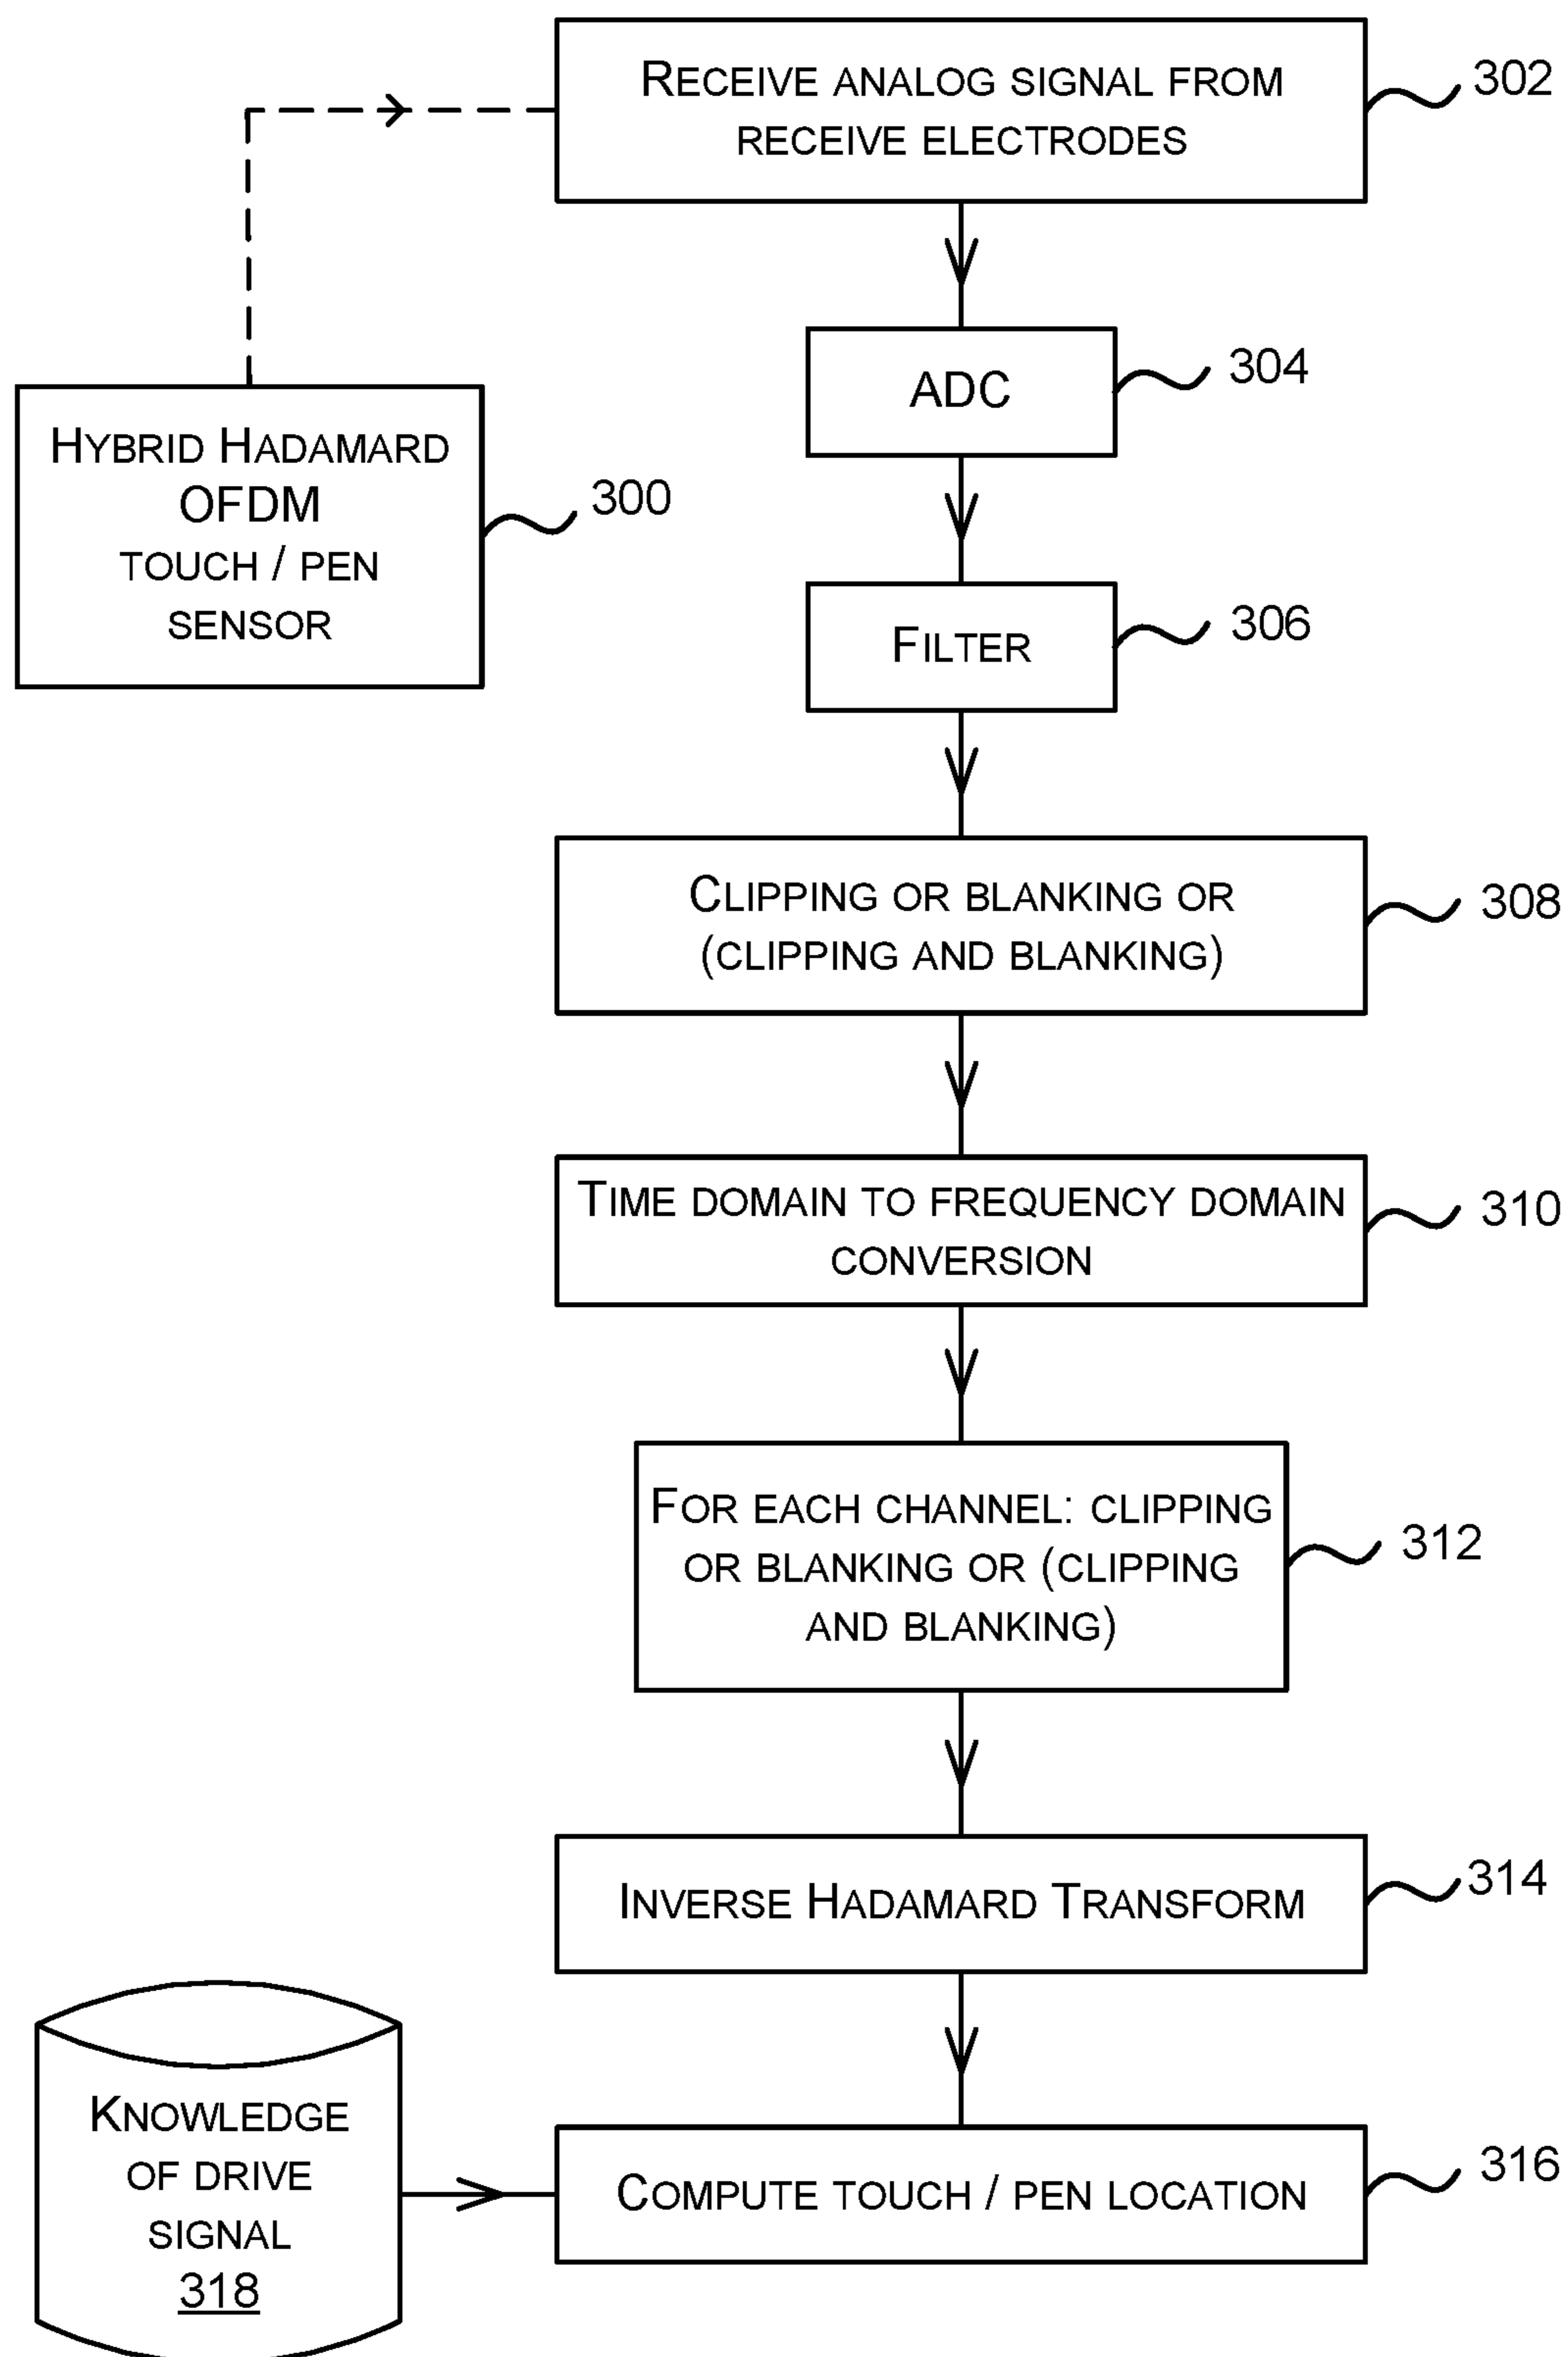 RECEIVE ANALOG SIGNAL FROM
RECEIVE ELECTRODES
302
ADC
304
HYBRID HADAMARD
OFDM
TOUCH / PEN
SENSOR
300
FILTER
306
CLIPPING OR BLANKING OR
(CLIPPING AND BLANKING)
308
TIME DOMAIN TO FREQUENCY DOMAIN
CONVERSION
310
FOR EACH CHANNEL: CLIPPING
OR BLANKING OR (CLIPPING
AND BLANKING)
312
INVERSE HADAMARD TRANSFORM
314
KNOWLEDGE
OF DRIVE
SIGNAL
318
COMPUTE TOUCH / PEN LOCATION
316